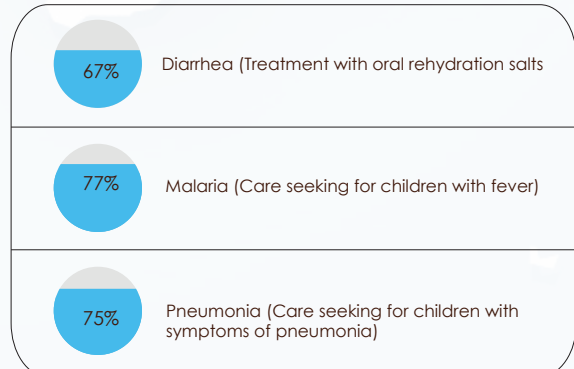 67%
Diarrhea (Treatment with oral rehydration salts
77%
Malaria (Care seeking for children with fever)
75%
Pneumonia (Care seeking for children with
symptoms of pneumonia)